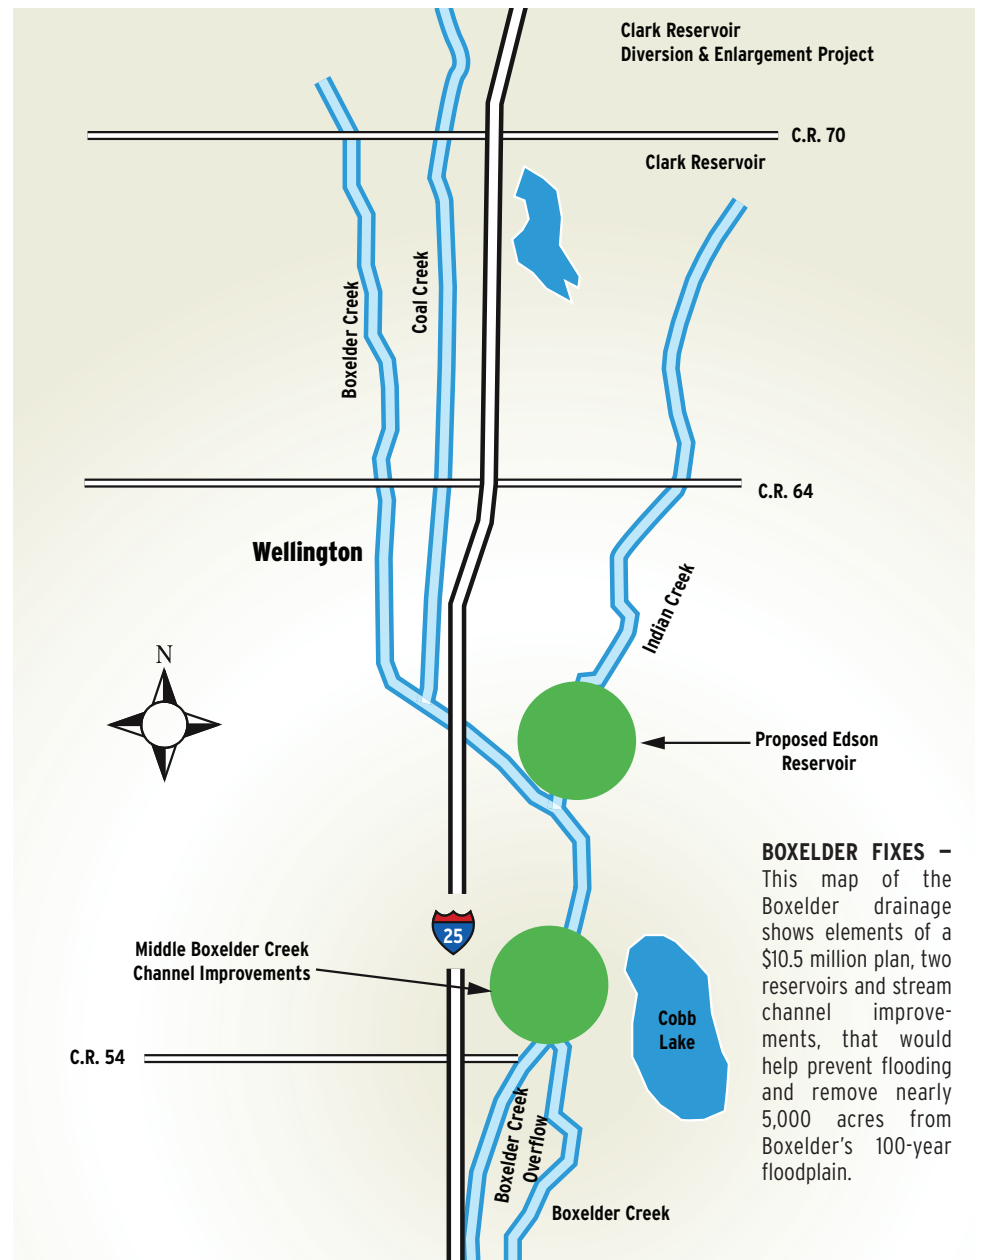 Clark Reservoir
Diversion & Enlargement Project
C.R. 70
Clark Reservoir
Coal Creek
Boxelder Creek
C.R. 64
Wellington
Indian Creek
N
Proposed Edson
Reservoir
BOXELDER FIXES –
This map of the
Boxelder drainage
shows elements of a
$10.5 million plan, two
reservoirs and stream
channel improve-
ments, that would
help prevent flooding
and remove nearly
5,000 acres from
Boxelder’s 100-year
floodplain.
25
Middle Boxelder Creek
Channel Improvements
Cobb
Lake
C.R. 54
Boxelder Creek
Overflow
Boxelder Creek